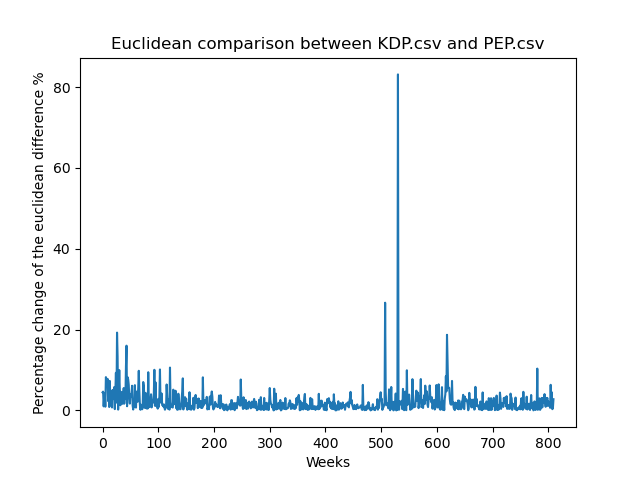 Euclidean comparison between KDP.csv and PEP.csv
Percentage change of the euclidean difference %
80
60
40
20
0
0 100 200 300 400 500 600 700 800
Weeks